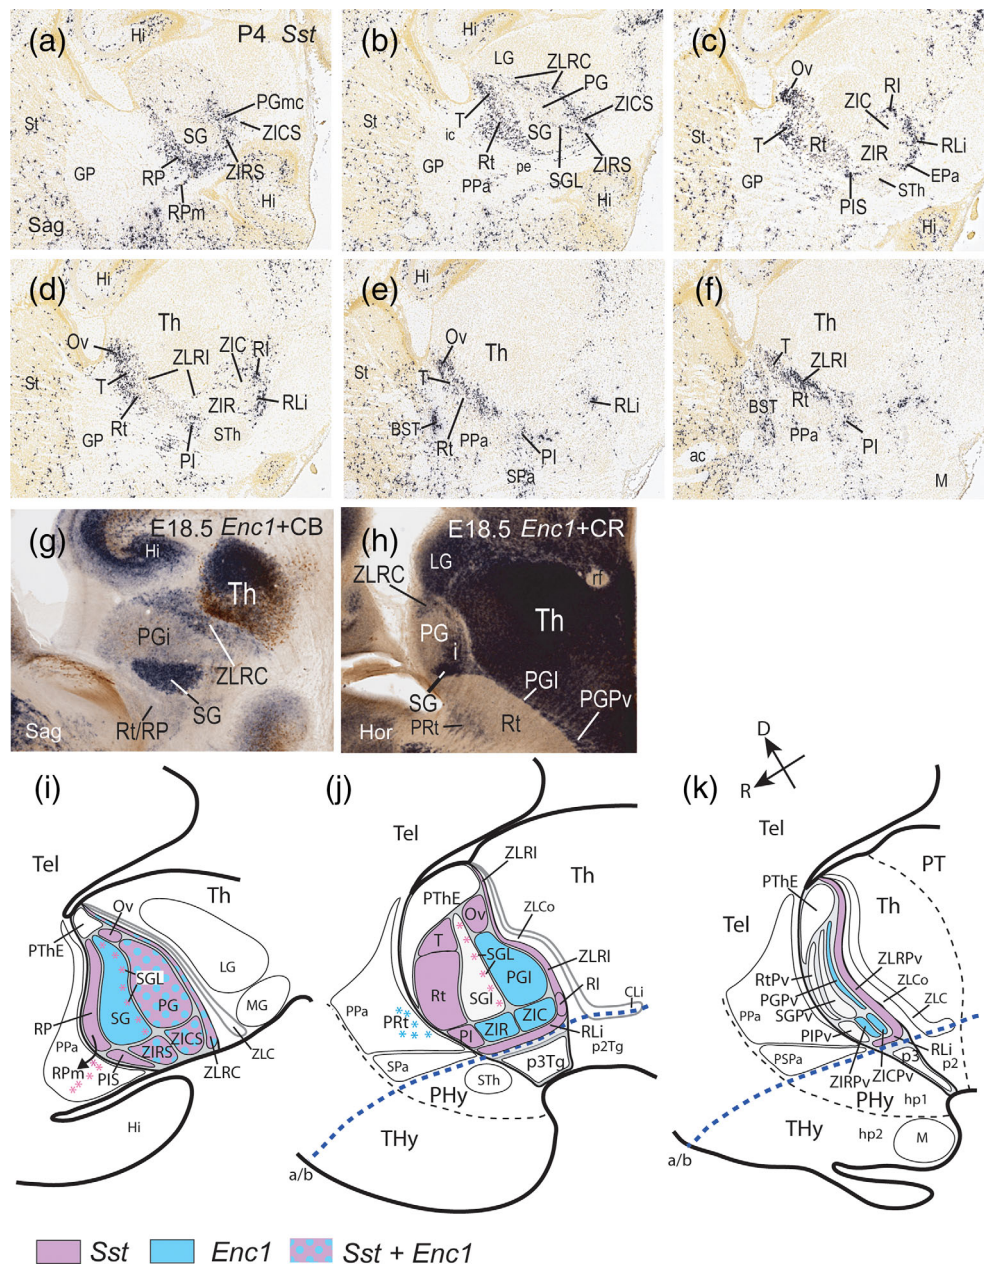 (a) Hi P4 Sst
PGmc
St SG ZICS
GP RP ZIRS
RPm Hi
Sag
(b) Hi
LG ZLRC
PG
St T
ic SG ZICS
GP Rt pe ZIRS
PPa SGL
Hi
(c) Ov
RI
ZIC
St
T Rt RLi
ZIR
GP EPa
STh
PIS
Hi
(d) Hi
Th
Ov ZIC
ZLRI RI
St T
ZIR RLi
GP Rt STh
PI
(e)
Ov Th
St T
RLi
BST
Rt PPa PI
SPa
(f)
Th
T
ZLRI
BST Rt
PPa PI
ac
M
(g) E18.5 Enc1+CB
Hi
Th
PGi
ZLRC
SG
Rt/RP
Sag
(h) E18.5 Enc1+CR
LG
ZLRC rf
PG Th
i
SG PGl
PRt Rt PGPv
Hor
(i)
Tel
Th
Ov
PThE
SGL LG
PG
SG MG
RP
PPa ZICS
ZIRS ZLC
RPm PIS ZLRC
Hi
(j)
Tel
ZLRI
Th
PThE
Ov ZLCo
T
SGL ZLRI
PGl
Rt RI
SGl CLi
PPa ZIC
PRt ZIR RLi
PI p2Tg
SPa p3Tg
STh
PHy
THy
a/b
(k)
D
R
Tel
PT
PThE Th
Tel
ZLRPv
RtPv ZLCo
PGPv
PPa SGPv ZLC
PIPv
RLi
PSPa p3 p2
ZIRPv ZICPv
PHy hp1
THy hp2 M
a/b
Sst Enc1 Sst + Enc1